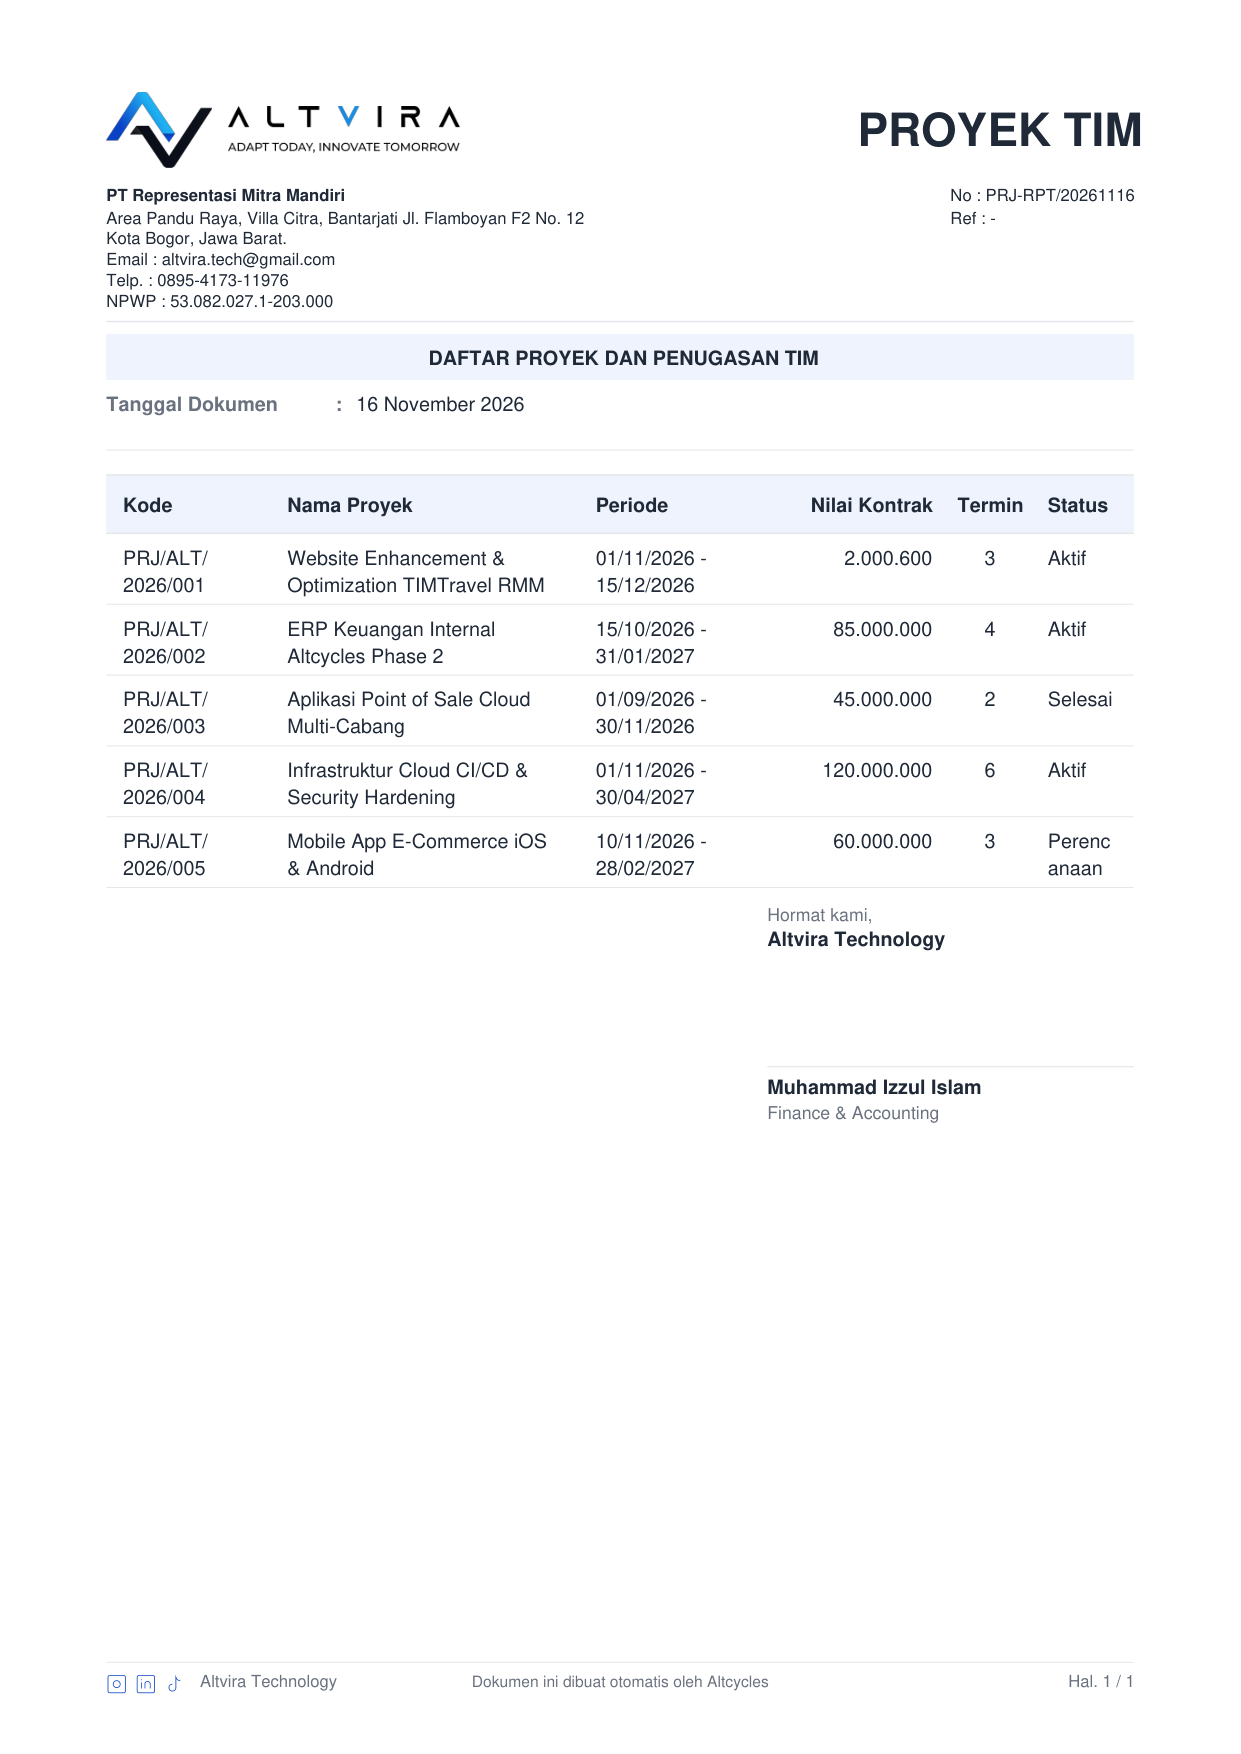 ALTVIRA
ADAPT TODAY, INNOVATE TOMORROW
PROYEK TIM
PT Representasi Mitra Mandiri
Area Pandu Raya, Villa Citra, Bantarjati Jl. Flamboyan F2 No. 12
Kota Bogor, Jawa Barat.
Email : altvira.tech@gmail.com
Telp. : 0895-4173-11976
NPWP : 53.082.027.1-203.000
No : PRJ-RPT/20261116
Ref : -
DAFTAR PROYEK DAN PENUGASAN TIM
Tanggal Dokumen : 16 November 2026
Kode Nama Proyek Periode Nilai Kontrak Termin Status
PRJ/ALT/ Website Enhancement & 01/11/2026 - 2.000.600 3 Aktif
2026/001 Optimization TIMTravel RMM 15/12/2026
PRJ/ALT/ ERP Keuangan Internal 15/10/2026 - 85.000.000 4 Aktif
2026/002 Altcycles Phase 2 31/01/2027
PRJ/ALT/ Aplikasi Point of Sale Cloud 01/09/2026 - 45.000.000 2 Selesai
2026/003 Multi-Cabang 30/11/2026
PRJ/ALT/ Infrastruktur Cloud CI/CD & 01/11/2026 - 120.000.000 6 Aktif
2026/004 Security Hardening 30/04/2027
PRJ/ALT/ Mobile App E-Commerce iOS 10/11/2026 - 60.000.000 3 Perenc
2026/005 & Android 28/02/2027 anaan
Hormat kami,
Altvira Technology
Muhammad Izzul Islam
Finance & Accounting
Altvira Technology Dokumen ini dibuat otomatis oleh Altcycles Hal. 1 / 1